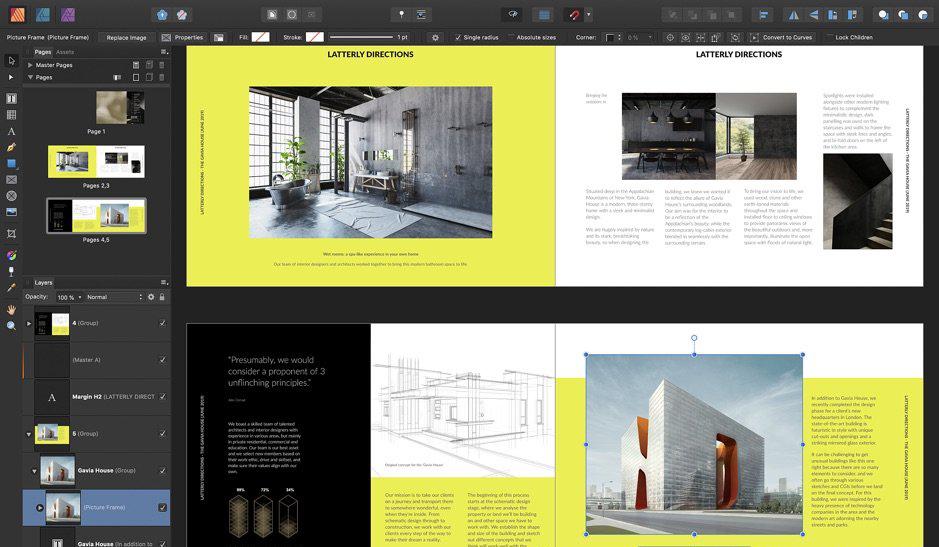 Picture Frame (Picture Frame)
Replace Image
Properties
Fill:
Stroke:
1 pt
Single radius
Absolute sizes
Corner:
0 %
Convert to Curves
Lock Children
Pages
Assets
Master Pages
Pages
Page 1
Pages 2,3
Pages 4,5
Layers
Opacity:
100 %
Normal
4 (Group)
(Master A)
A
Margin H2 (LATTERLY DIRECT
5 (Group)
Gavia House (Group)
(Picture Frame)
Gavia House (In addition to
LATTERLY DIRECTIONS
LATTERLY DIRECTIONS - THE GAVIA HOUSE (JUNE 2019)
Wet rooms: a spa-like experience in your own home
Our team of interior designers and architects worked together to bring this modern bathroom space to life.
LATTERLY DIRECTIONS
Bringing the
outdoors in
Situated deep in the Appalachian
Mountains of New York, Gavia
House is a modern, three-storey
home with a sleek and minimalist
design.
We are hugely inspired by nature
and its stark, breathtaking
beauty, so when designing the
building, we knew we wanted it
to reflect the allure of Gavia
House's surrounding woodlands.
Our aim was for the interior to
be a reflection of the
Appalachian's beauty, while the
contemporary log-cabin exterior
blended in seamlessly with the
surrounding terrain.
To bring our vision to life, we
used wood, stone and other
earth-toned materials
throughout the space and
installed floor to ceiling windows
to provide panoramic views of
the beautiful outdoors and, more
importantly, illuminate the open
space with floods of natural light.
Spotlights were installed
alongside other modern lighting
fixtures to complement the
minimalistic design, dark
panelling was used on the
staircases and walls to frame the
space with sleek lines and angles,
and bi-fold doors on the left of
the kitchen area.
LATTERLY DIRECTIONS - THE GAVIA HOUSE (JUNE 2019)
LATTERLY DIRECTIONS - THE GAVIA HOUSE (JUNE 2019)
"Presumably, we would
consider a proponent of 3
unflinching principles."
We boast a skilled team of talented
architects and interior designers with
experience in various areas, but mainly
in private residential, commercial and
education. Our team is our best asset
and we select new members based on
their work ethic, drive and skillset, and
make sure their values align with our
own.
89%
72%
54%
Original concept for the 'Gavia House'
Our mission is to take our clients
on a journey and transport them
to somewhere wonderful, even
when they're inside. From
schematic design through to
construction, we work with our
clients every step of the way to
make their dream a reality.
The beginning of this process
starts at the schematic design
stage, where we analyse the
property or land we'll be building
on and other space we have to
work with. We establish the shape
and size of the building and sketch
out different concepts that we
think will work well with the
In addition to Gavia House, we
recently completed the design
phase for a client's new
headquarters in London. The
state-of-the-art building is
futuristic in style with unique
cut-outs and openings and a
striking mirrored glass exterior.
It can be challenging to get
unusual buildings like this one
right because there are so many
elements to consider, and we
often go through various
sketches and CGIs before we land
on the final concept. For this
building, we were inspired by the
heavy presence of technology
companies in the area and the
modern art adorning the nearby
streets and parks.
LATTERLY DIRECTIONS - THE GAVIA HOUSE (JUNE 2019)